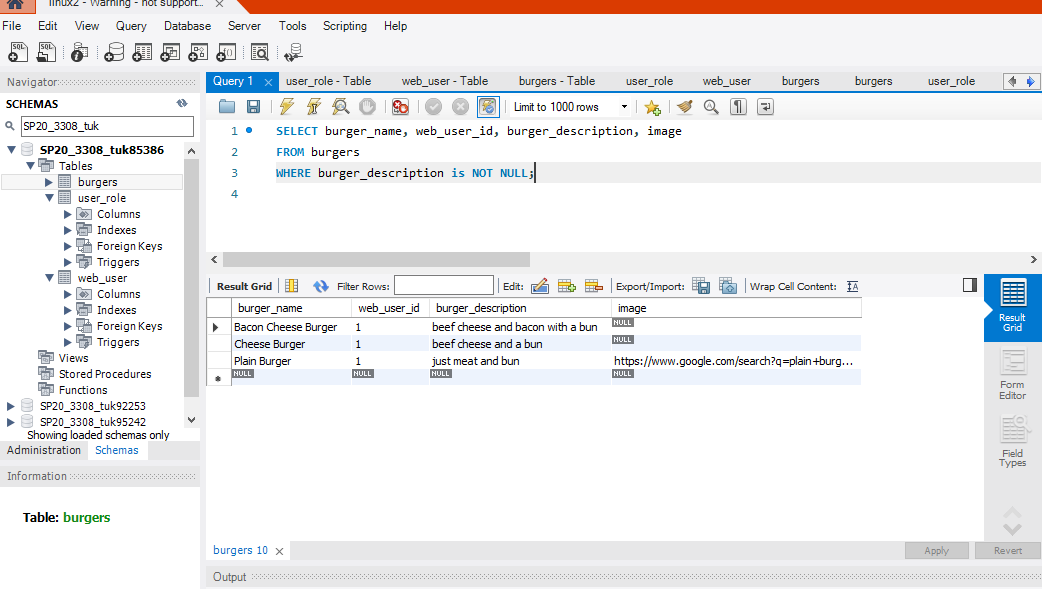 linux2 - Warning - not support...
File Edit View Query Database Server Tools Scripting Help
Navigator
SCHEMAS
SP20_3308_tuk
SP20_3308_tuk85386
Tables
burgers
user_role
Columns
Indexes
Foreign Keys
Triggers
web_user
Columns
Indexes
Foreign Keys
Triggers
Views
Stored Procedures
Functions
SP20_3308_tuk92253
SP20_3308_tuk95242
Showing loaded schemas only
Administration Schemas
Information
Table: burgers
Query 1 user_role - Table web_user - Table burgers - Table user_role web_user burgers burgers user_role
Limit to 1000 rows
1 SELECT burger_name, web_user_id, burger_description, image
2 FROM burgers
3 WHERE burger_description is NOT NULL;
4
Result Grid Filter Rows: Edit: Export/Import: Wrap Cell Content:
burger_name web_user_id burger_description image
Bacon Cheese Burger 1 beef cheese and bacon with a bun NULL
Cheese Burger 1 beef cheese and a bun NULL
Plain Burger 1 just meat and bun https://www.google.com/search?q=plain+burg...
NULL NULL NULL NULL
Result
Grid
Form
Editor
Field
Types
burgers 10 Apply Revert
Output